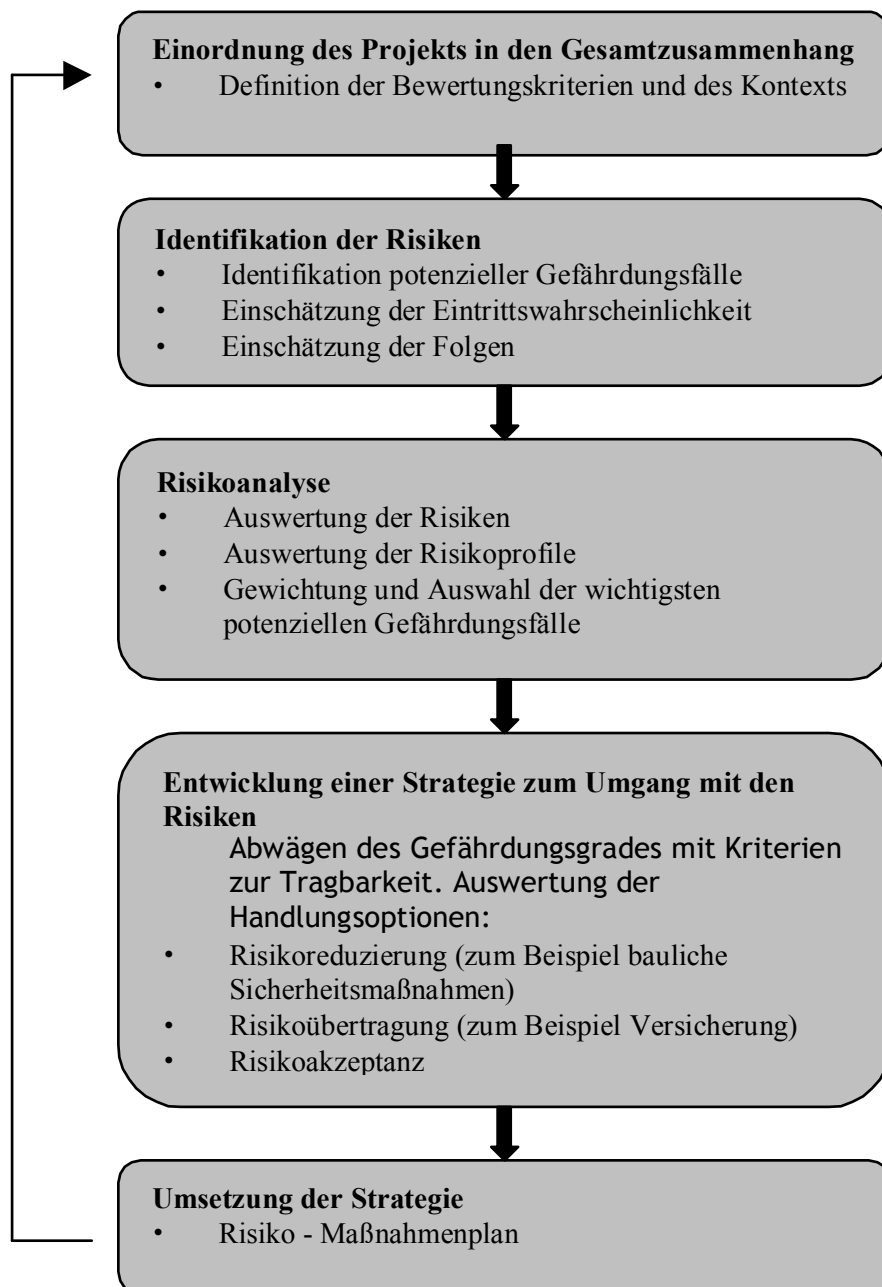 Einordnung des Projekts in den Gesamtzusammenhang
• Definition der Bewertungskriterien und des Kontexts
Identifikation der Risiken
• Identifikation potenzieller Gefährdungsfälle
• Einschätzung der Eintrittswahrscheinlichkeit
• Einschätzung der Folgen
Risikoanalyse
• Auswertung der Risiken
• Auswertung der Risikoprofile
• Gewichtung und Auswahl der wichtigsten
potenziellen Gefährdungsfälle
Entwicklung einer Strategie zum Umgang mit den
Risiken
Abwägen des Gefährdungsgrades mit Kriterien
zur Tragbarkeit. Auswertung der
Handlungsoptionen:
• Risikoreduzierung (zum Beispiel bauliche
Sicherheitsmaßnahmen)
• Risikoübertragung (zum Beispiel Versicherung)
• Risikoakzeptanz
Umsetzung der Strategie
• Risiko - Maßnahmenplan